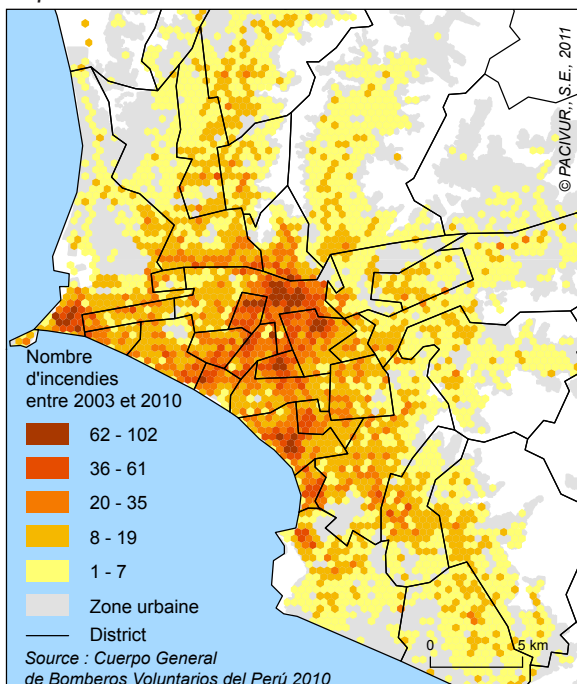 © PACIVUR., S.E., 2011
Nombre
d'incendies
entre 2003 et 2010
62 - 102
36 - 61
20 - 35
8 - 19
1 - 7
Zone urbaine
District
Source : Cuerpo General
de Bomberos Voluntarios del Perú 2010
0 5 km